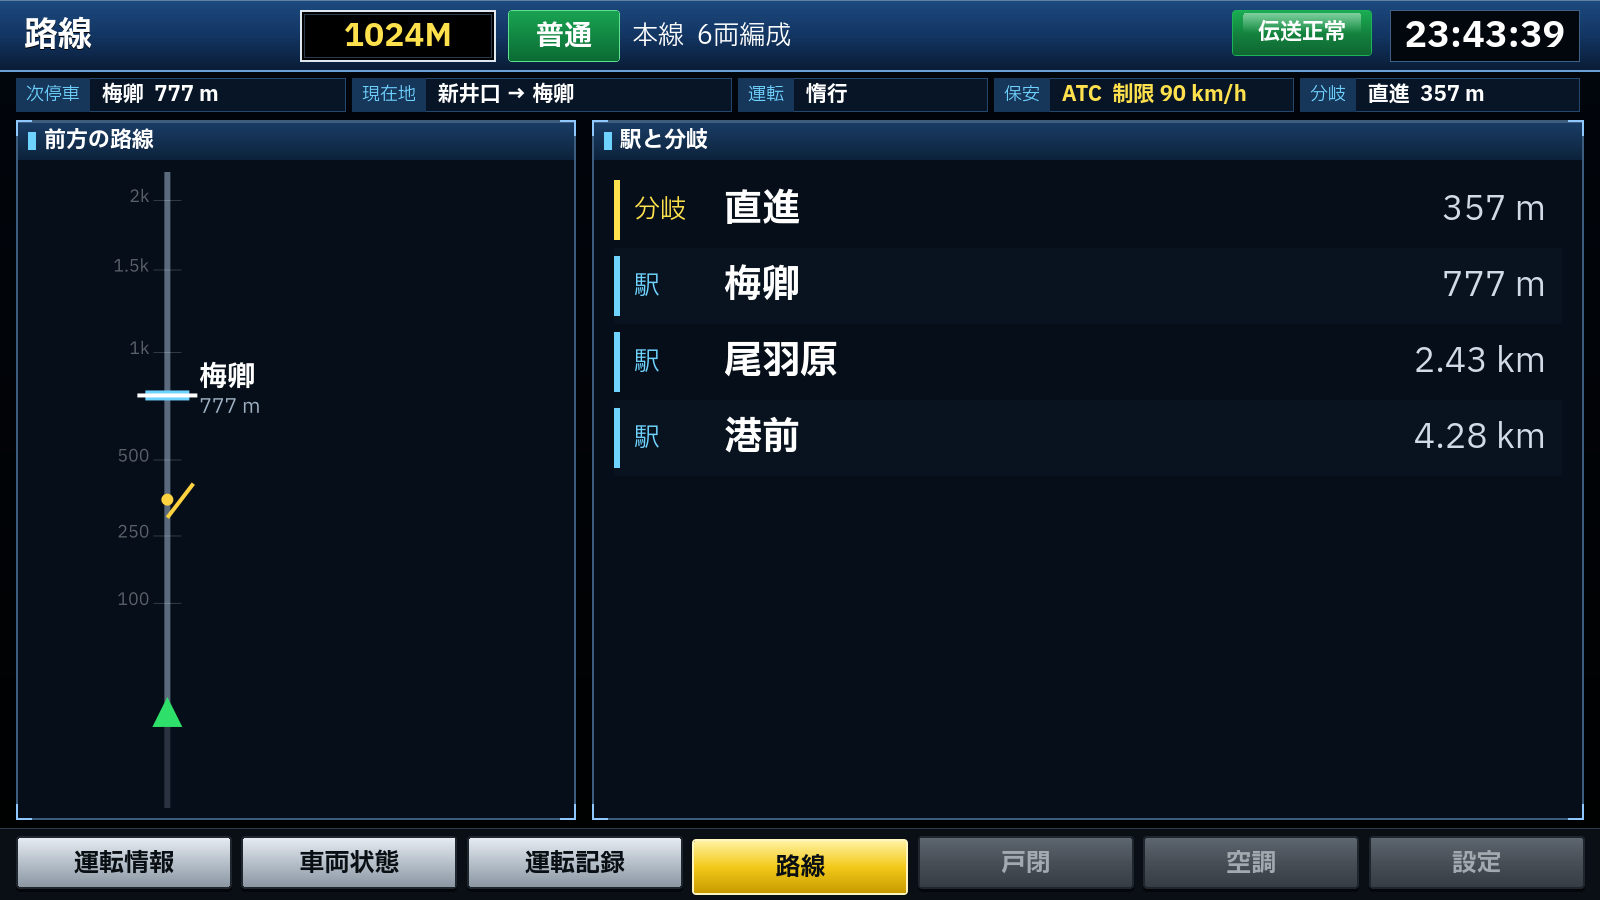 路線
1024M
普通
本線 6両編成
伝送正常
23:43:39
次停車 梅卿 777 m
現在地 新井口 → 梅卿
運転 惰行
保安 ATC 制限 90 km/h
分岐 直進 357 m
前方の路線
2k
1.5k
1k
梅卿
777 m
500
250
100
駅と分岐
分岐 直進 357 m
駅 梅卿 777 m
駅 尾羽原 2.43 km
駅 港前 4.28 km
運転情報
車両状態
運転記録
路線
戸閉
空調
設定